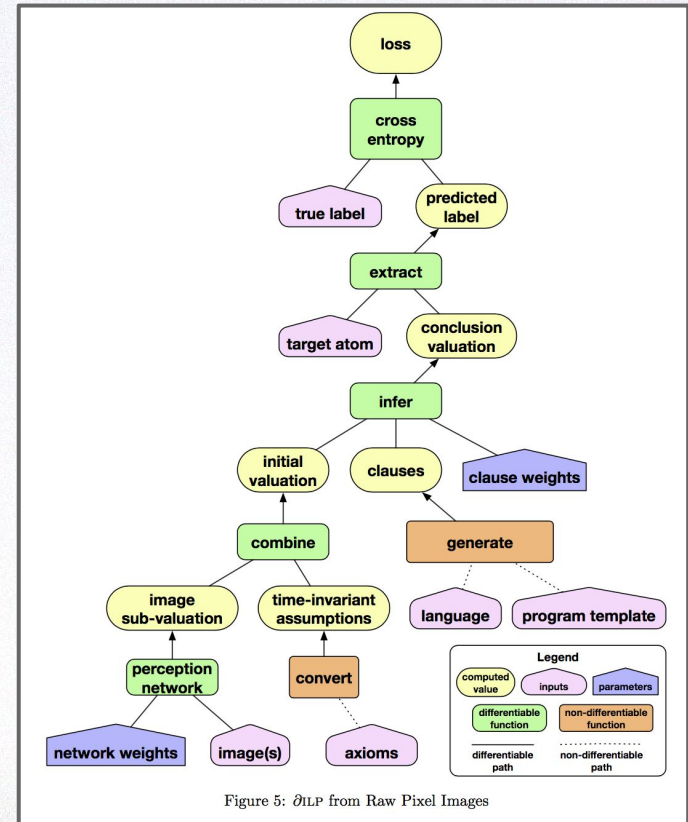 loss
cross
entropy
true label
predicted
label
extract
target atom
conclusion
valuation
infer
initial
valuation
clauses
clause weights
combine
generate
image
sub-valuation
time-invariant
assumptions
language
program template
perception
network
convert
network weights
image(s)
axioms
Legend
computed
value
inputs
parameters
differentiable
function
non-differentiable
function
differentiable
path
non-differentiable
path
Figure 5: ∂ILP from Raw Pixel Images